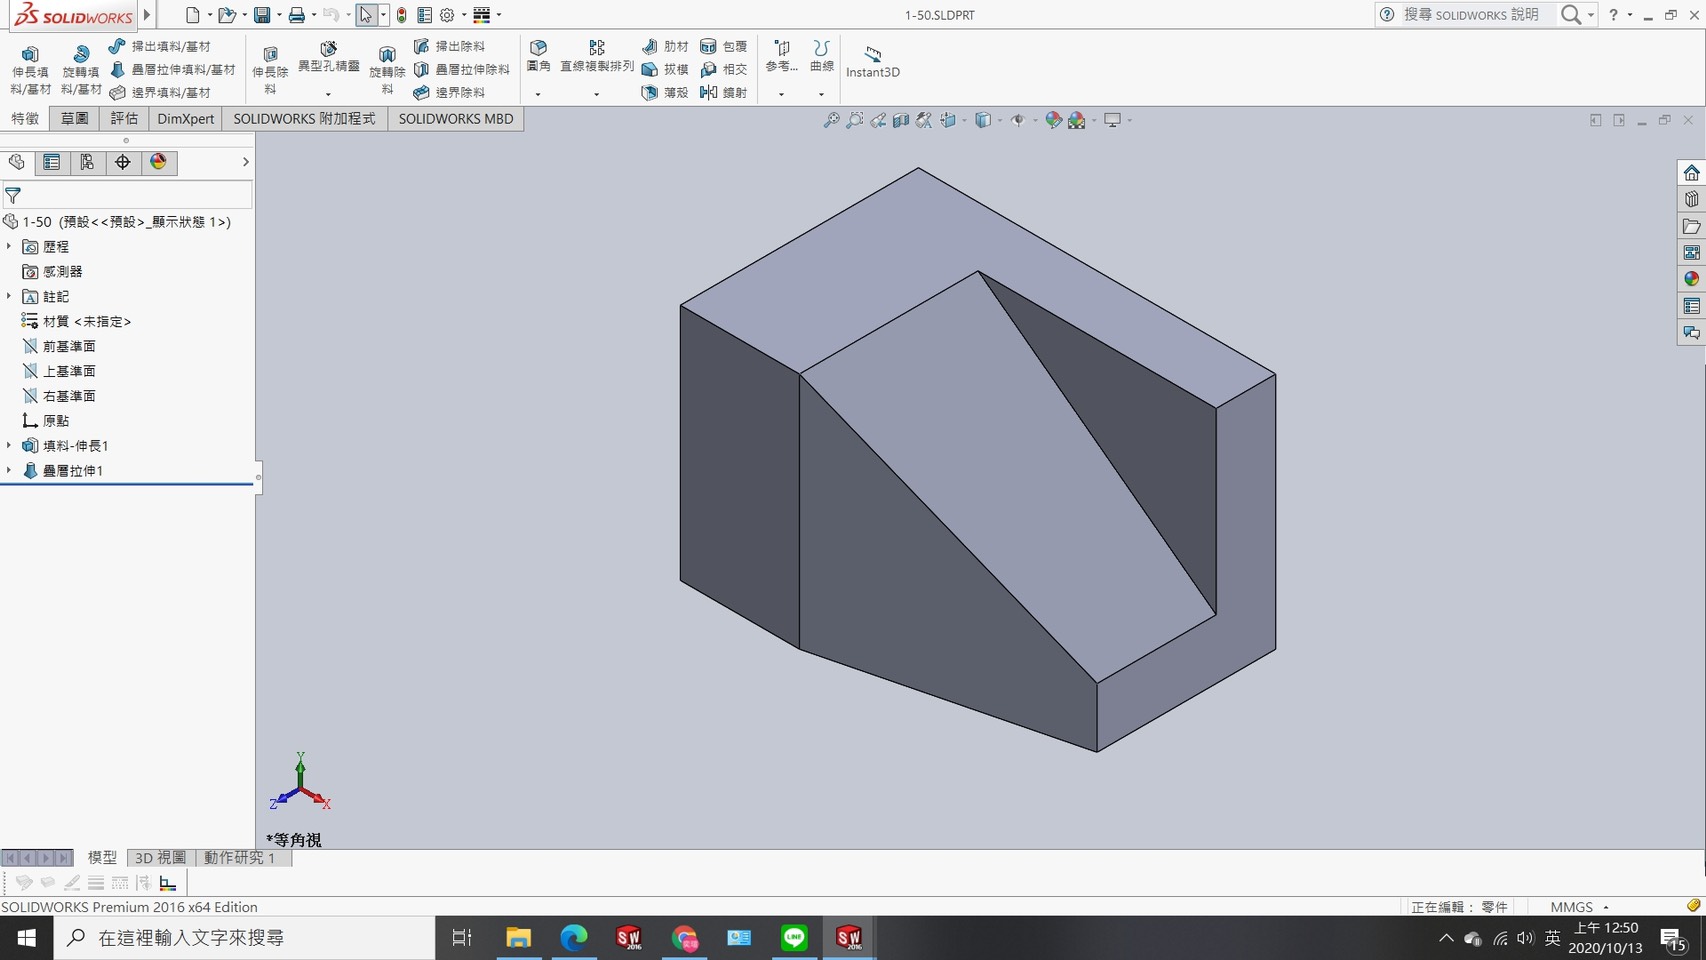 SOLIDWORKS
1-50.SLDPRT
搜尋 SOLIDWORKS 說明
伸長填料/基材
旋轉填料/基材
掃出填料/基材
疊層拉伸填料/基材
邊界填料/基材
伸長除料
異型孔精靈
旋轉除料
掃出除料
疊層拉伸除料
邊界除料
圓角
直線複製排列
肋材
拔模
薄殼
包覆
相交
鏡射
參考...
曲線
Instant3D
特徵
草圖
評估
DimXpert
SOLIDWORKS 附加程式
SOLIDWORKS MBD
1-50 (預設<<預設>_顯示狀態 1>)
歷程
感測器
註記
材質 <未指定>
前基準面
上基準面
右基準面
原點
填料-伸長1
疊層拉伸1
Y
Z
X
*等角視
模型
3D 視圖
動作研究 1
SOLIDWORKS Premium 2016 x64 Edition
正在編輯： 零件
MMGS
在這裡輸入文字來搜尋
SW
2016
LINE
SW
2016
英
上午 12:50
2020/10/13
15